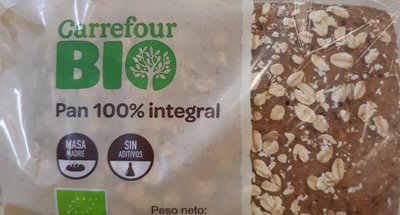 Carrefour
BIO
Pan 100% integral
MASA
MADRE
SIN
ADITIVOS
Peso neto: